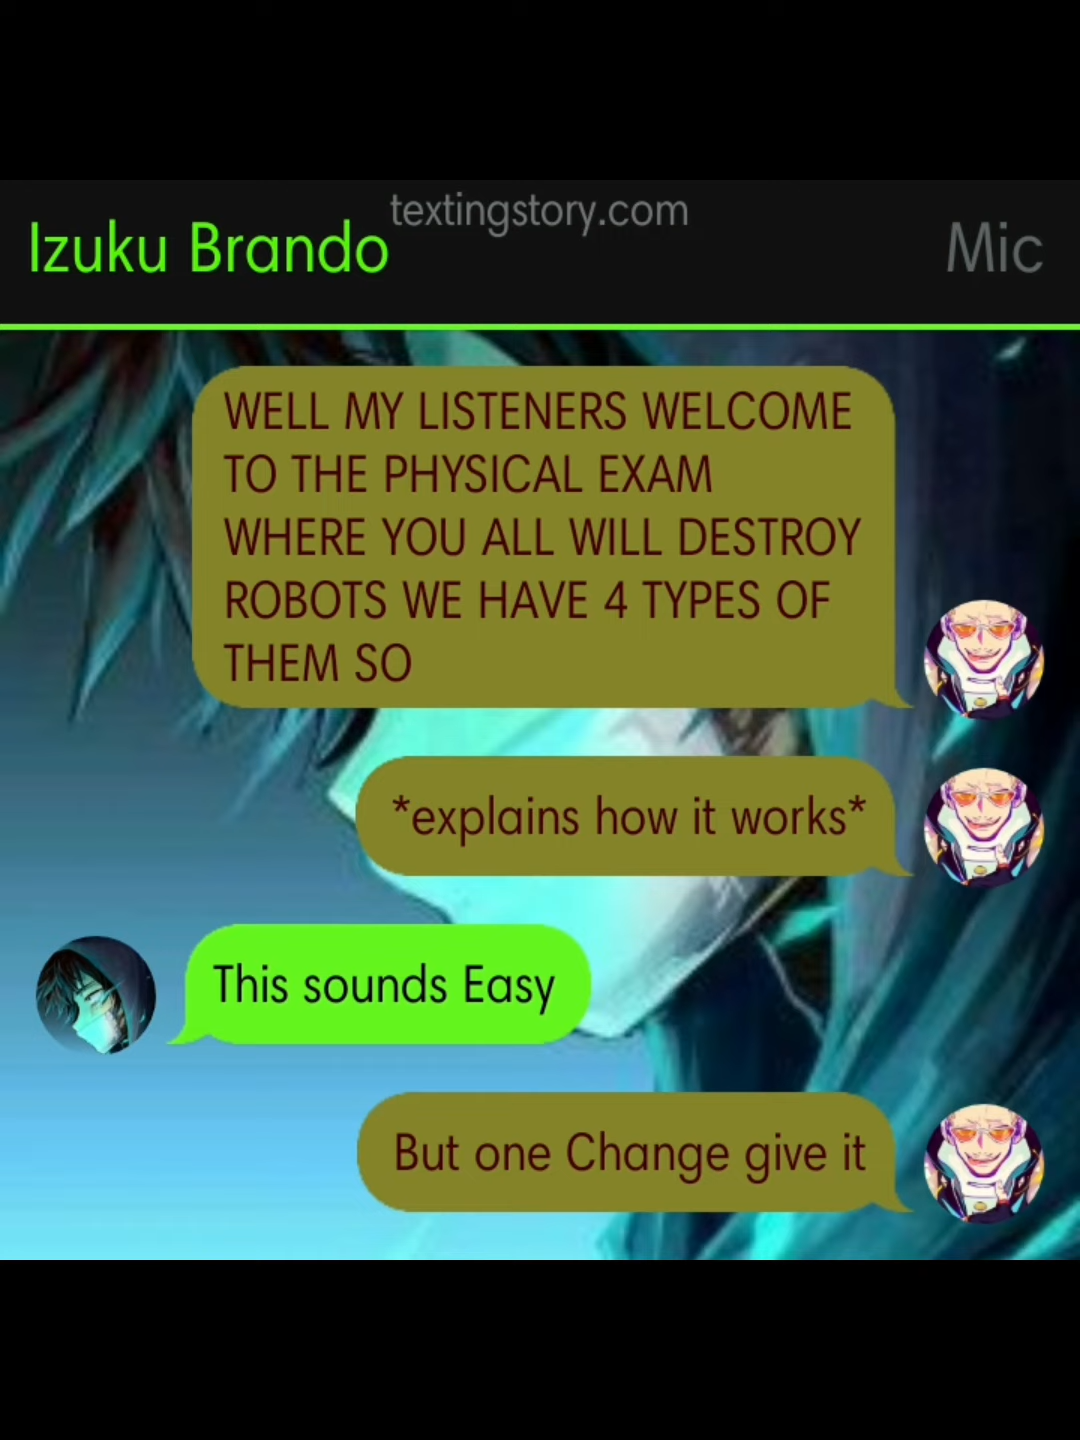 textingstory.com
Izuku Brando
Mic
WELL MY LISTENERS WELCOME
TO THE PHYSICAL EXAM
WHERE YOU ALL WILL DESTROY
ROBOTS WE HAVE 4 TYPES OF
THEM SO
*explains how it works*
This sounds Easy
But one Change give it